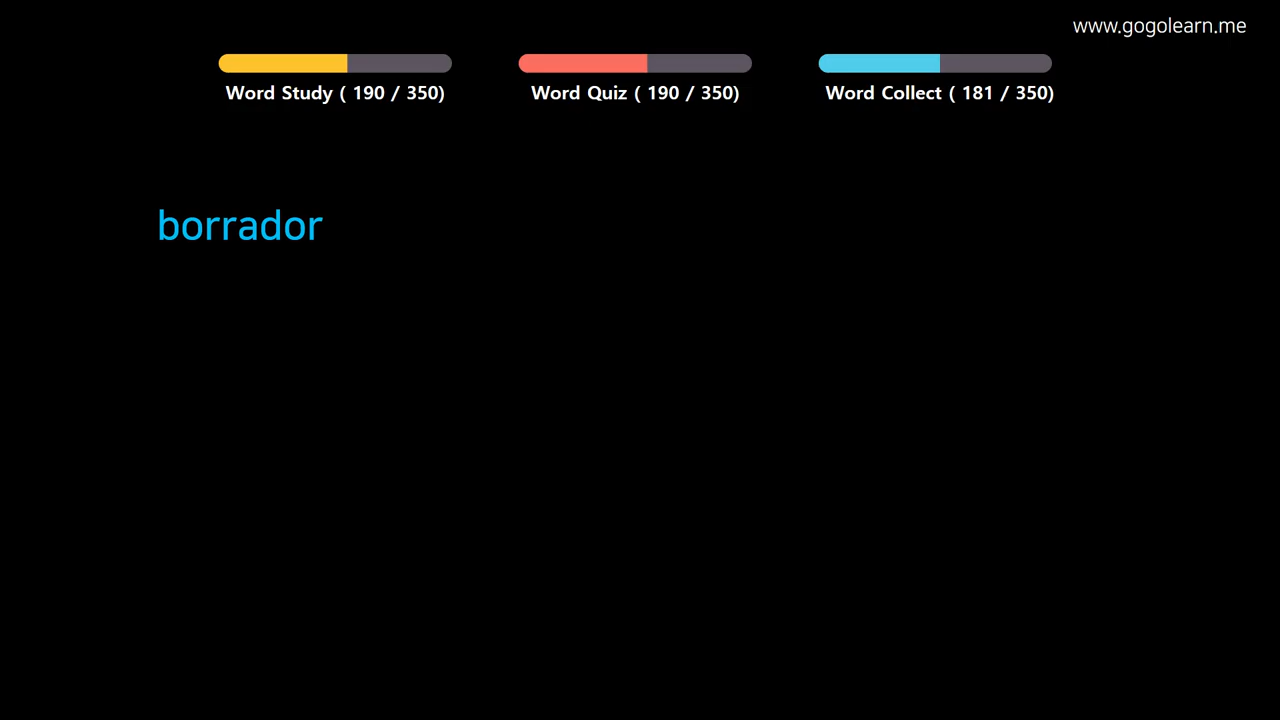 www.gogolearn.me
Word Study ( 190 / 350)
Word Quiz ( 190 / 350)
Word Collect ( 181 / 350)
borrador